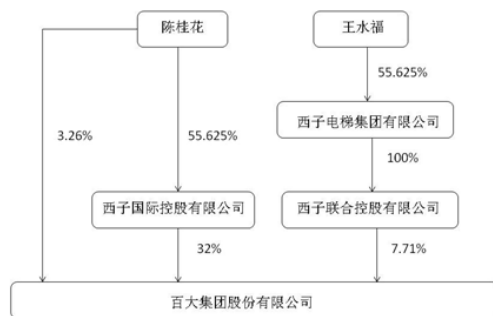 陈桂花
王水福
55.625%
西子电梯集团有限公司
3.26%
55.625%
100%
西子国际控股有限公司
西子联合控股有限公司
32%
7.71%
百大集团股份有限公司